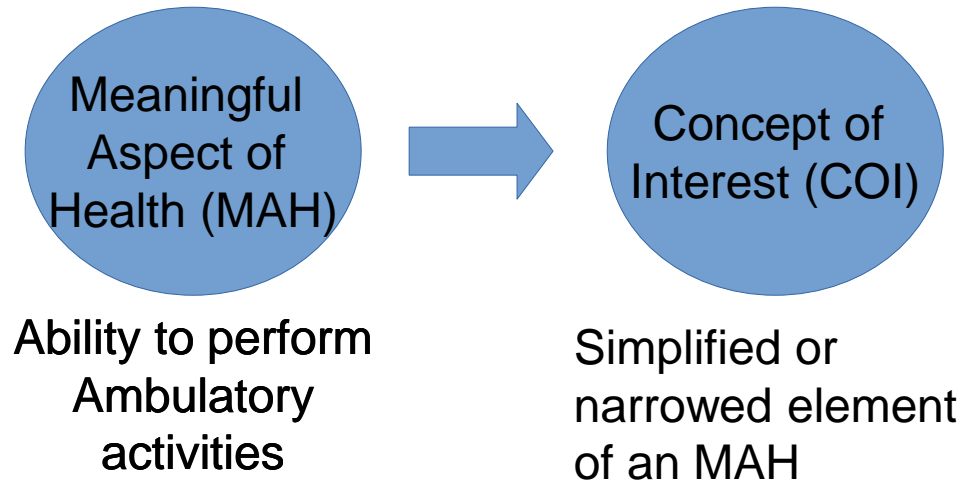 Meaningful
Aspect of
Health (MAH)
Ability to perform
Ambulatory
activities
Concept of
Interest (COI)
Simplified or
narrowed element
of an MAH